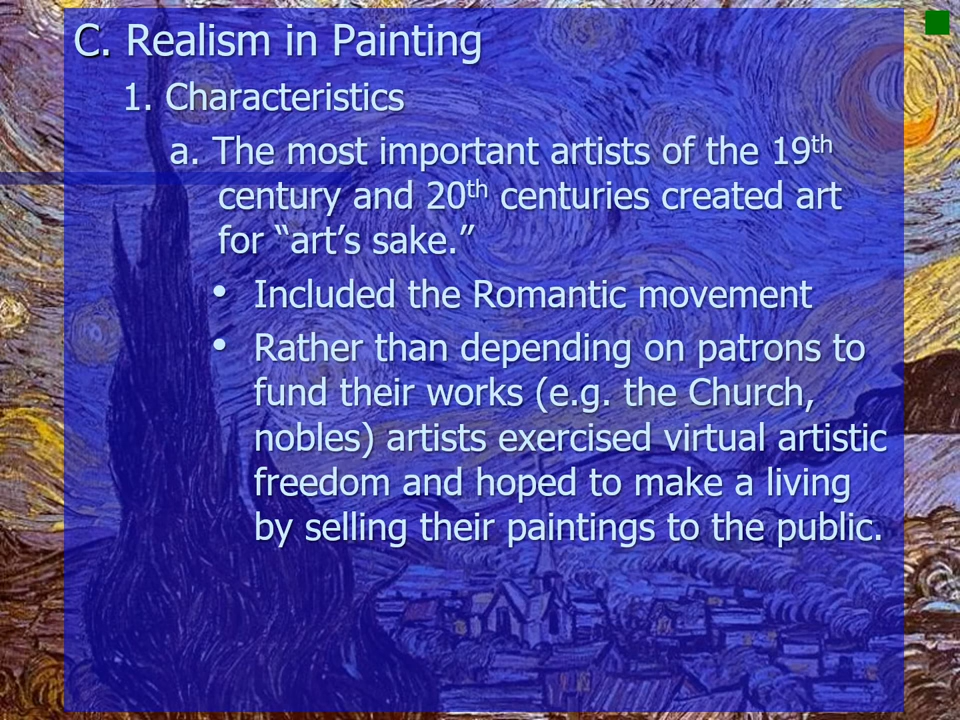 C. Realism in Painting
1. Characteristics
a. The most important artists of the 19th
century and 20th centuries created art
for “art’s sake.”
• Included the Romantic movement
• Rather than depending on patrons to
fund their works (e.g. the Church,
nobles) artists exercised virtual artistic
freedom and hoped to make a living
by selling their paintings to the public.